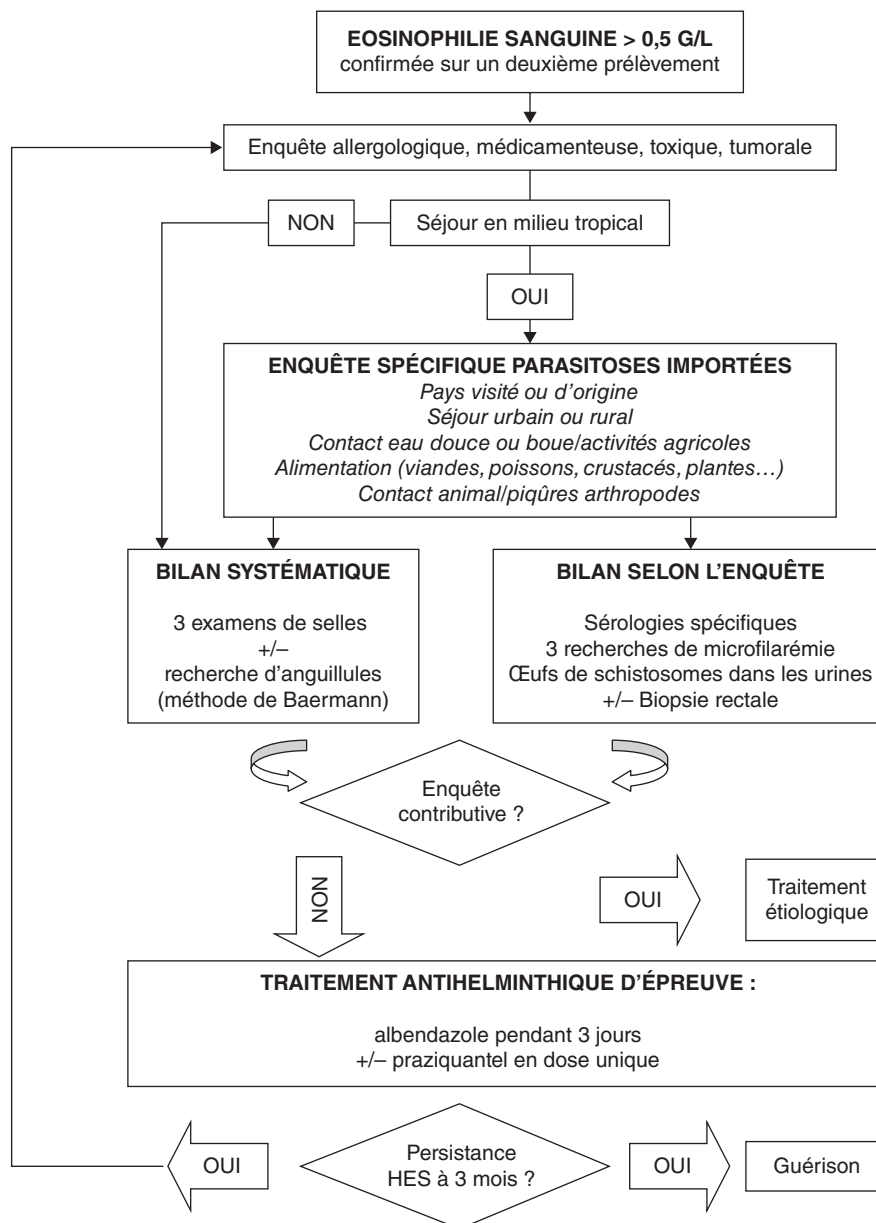 EOSINOPHILIE SANGUINE > 0,5 G/L
confirmée sur un deuxième prélèvement
Enquête allergologique, médicamenteuse, toxique, tumorale
NON
Séjour en milieu tropical
OUI
ENQUÊTE SPÉCIFIQUE PARASITOSES IMPORTÉES
Pays visité ou d'origine
Séjour urbain ou rural
Contact eau douce ou boue/activités agricoles
Alimentation (viandes, poissons, crustacés, plantes…)
Contact animal/piqûres arthropodes
BILAN SYSTÉMATIQUE
3 examens de selles
+/–
recherche d'anguillules
(méthode de Baermann)
BILAN SELON L'ENQUÊTE
Sérologies spécifiques
3 recherches de microfilarémie
Œufs de schistosomes dans les urines
+/– Biopsie rectale
Enquête
contributive ?
NON
OUI
Traitement
étiologique
TRAITEMENT ANTIHELMINTHIQUE D'ÉPREUVE :
albendazole pendant 3 jours
+/– praziquantel en dose unique
OUI
Persistance
HES à 3 mois ?
OUI
Guérison